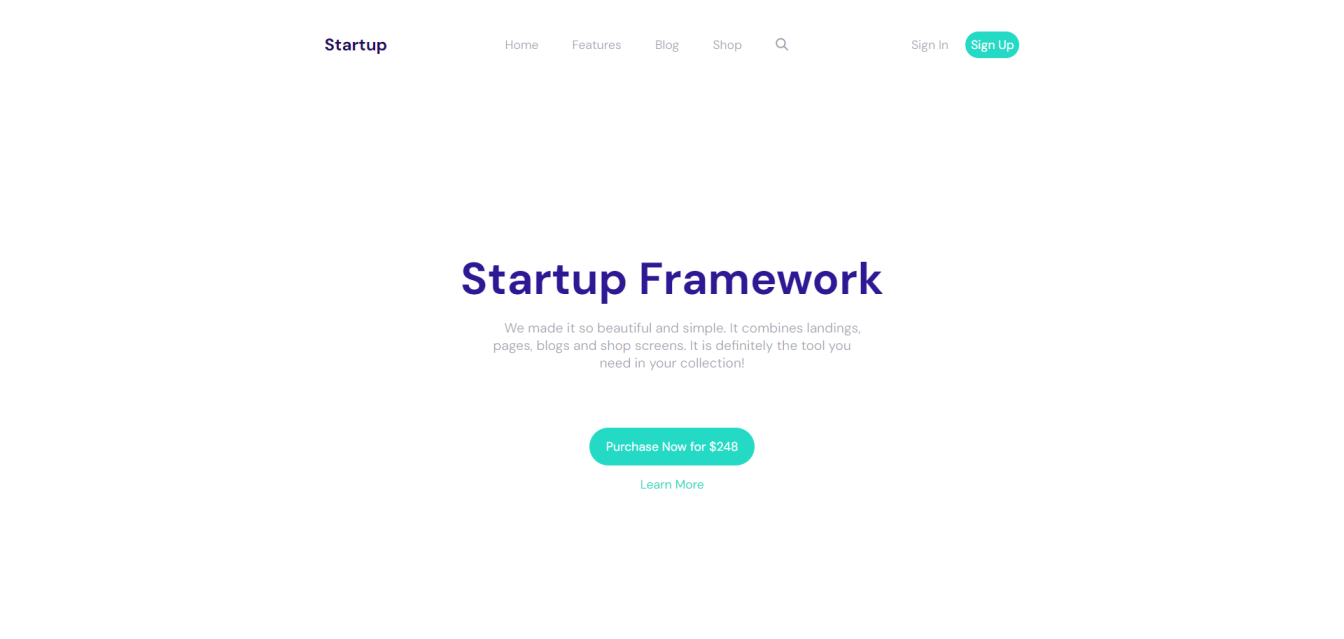 Startup
Home Features Blog Shop
Sign In Sign Up
Startup Framework
We made it so beautiful and simple. It combines landings,
pages, blogs and shop screens. It is definitely the tool you
need in your collection!
Purchase Now for $248
Learn More